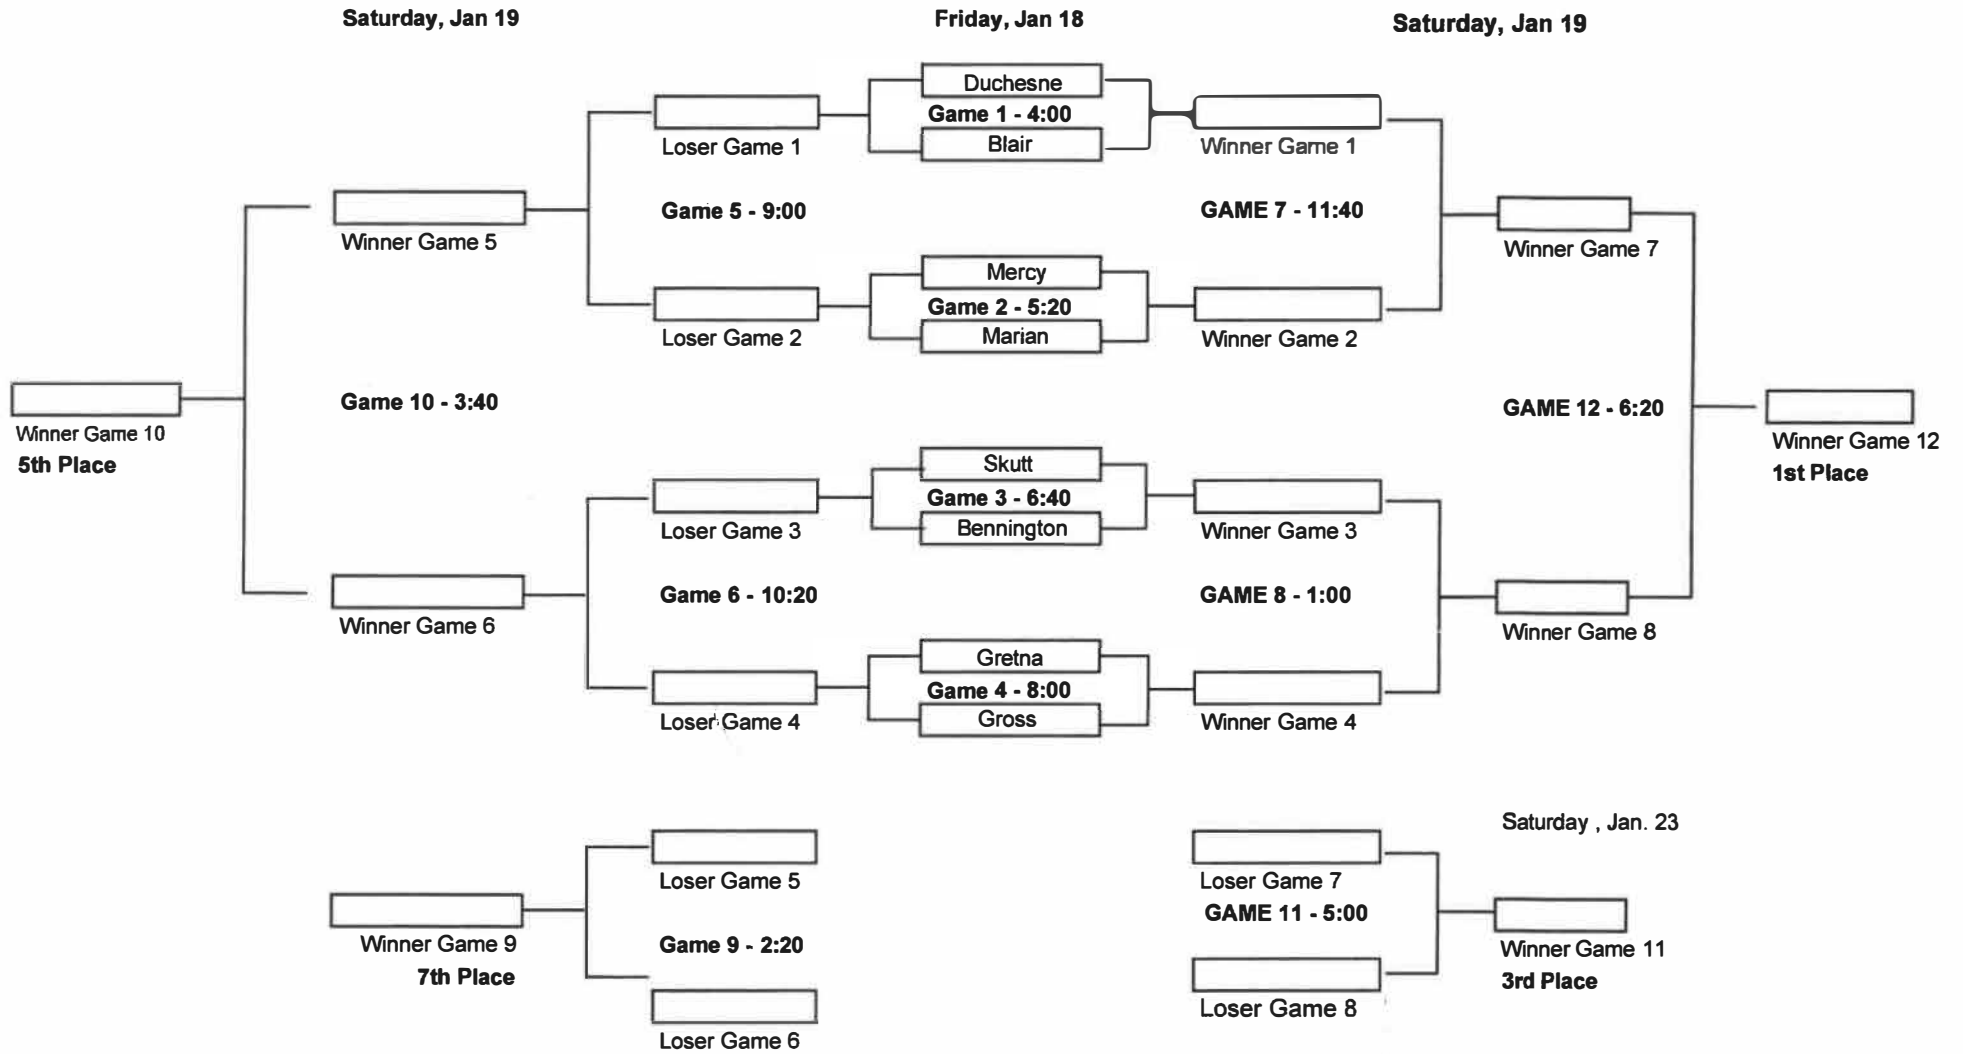 Saturday, Jan 19
Friday, Jan 18
Saturday, Jan 19
Duchesne
Game 1 - 4:00
Blair
Loser Game 1
Winner Game 1
Game 5 - 9:00
GAME 7 - 11:40
Winner Game 5
Winner Game 7
Mercy
Game 2 - 5:20
Marian
Loser Game 2
Winner Game 2
Game 10 - 3:40
GAME 12 - 6:20
Winner Game 10
5th Place
Winner Game 12
1st Place
Skutt
Game 3 - 6:40
Bennington
Loser Game 3
Winner Game 3
Game 6 - 10:20
GAME 8 - 1:00
Winner Game 6
Winner Game 8
Gretna
Game 4 - 8:00
Gross
Loser Game 4
Winner Game 4
Saturday , Jan. 23
Loser Game 5
Loser Game 7
GAME 11 - 5:00
Winner Game 9
Game 9 - 2:20
Winner Game 11
7th Place
3rd Place
Loser Game 8
Loser Game 6